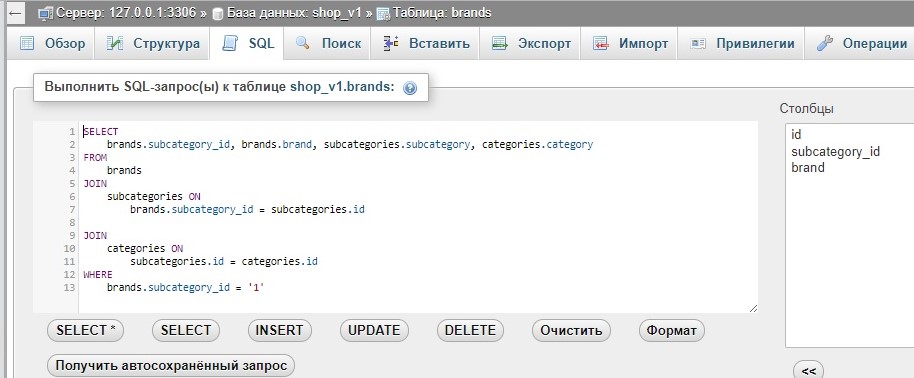 ← Сервер: 127.0.0.1:3306 » База данных: shop_v1 » Таблица: brands
Обзор Структура SQL Поиск Вставить Экспорт Импорт Привилегии Операции
Выполнить SQL-запрос(ы) к таблице shop_v1.brands:
Столбцы
1 SELECT
2 brands.subcategory_id, brands.brand, subcategories.subcategory, categories.category
3 FROM
4 brands
5 JOIN
6 subcategories ON
7 brands.subcategory_id = subcategories.id
8
9 JOIN
10 categories ON
11 subcategories.id = categories.id
12 WHERE
13 brands.subcategory_id = '1'
id
subcategory_id
brand
SELECT * SELECT INSERT UPDATE DELETE Очистить Формат
Получить автосохранённый запрос
<<